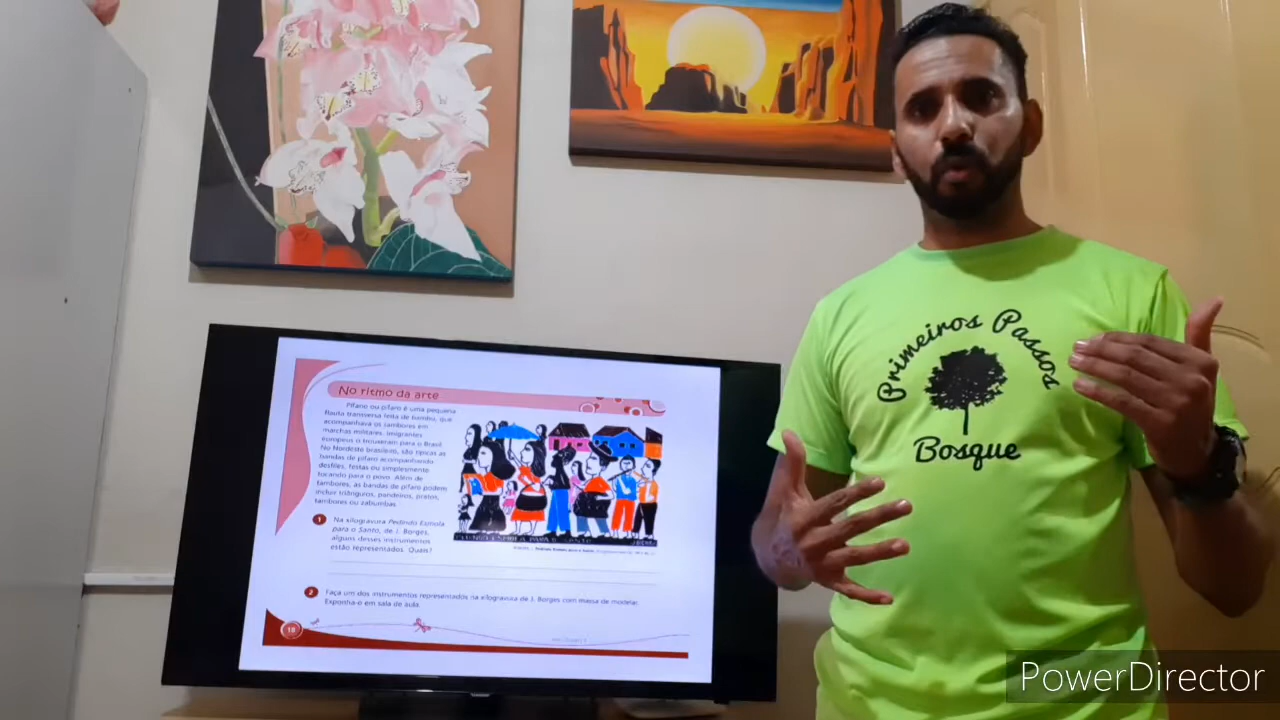 No ritmo da arte
Pífano ou pífaro é uma pequena
flauta transversa feita de bambu, que
acompanhava os tambores em
marchas militares. Imigrantes
europeus o trouxeram para o Brasil.
No Nordeste brasileiro, são típicas as
bandas de pífaro acompanhando
desfiles, festas ou simplesmente
tocando para o povo. Além de
tambores, as bandas de pífaro podem
incluir triângulos, pandeiros, pratos,
tambores ou zabumbas.
1 Na xilogravura Pedindo Esmola
para o Santo, de J. Borges,
alguns desses instrumentos
estão representados. Quais?
2 Faça um dos instrumentos representados na xilogravura de J. Borges com massa de modelar.
Exponha-o em sala de aula.
18
Primeiros Passos
Bosque
PowerDirector